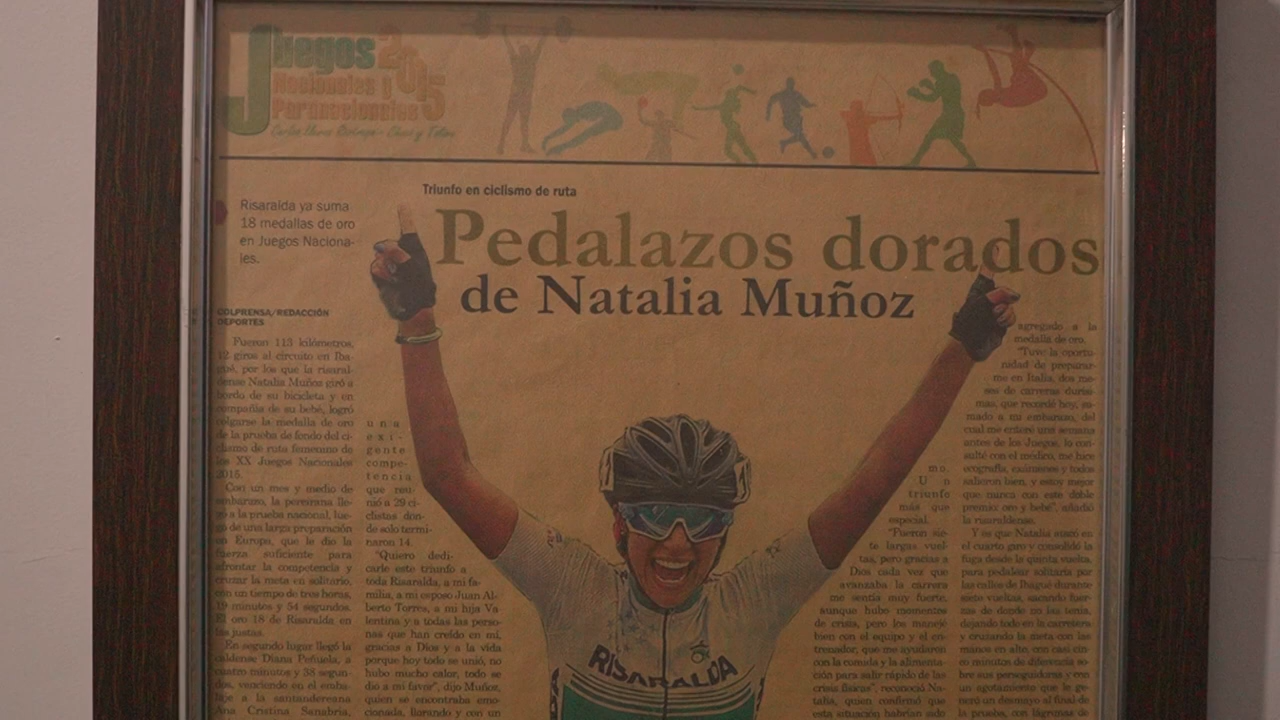 Juegos 2015
Nacionales y
Paranacionales
Triunfo en ciclismo de ruta
Risaralda ya suma
18 medallas de oro
en Juegos Naciona-
les.
Pedalazos dorados
de Natalia Muñoz
COLPRENSA/REDACCIÓN
DEPORTES
Fueron 113 kilómetros,
12 giros al circuito en Iba-
gué, por los que la risaral-
dense Natalia Muñoz giró a
bordo de su bicicleta y en
compañía de su bebé, logró
colgarse la medalla de oro
de la prueba de fondo del ci-
clismo de ruta femenino de
los XX Juegos Nacionales
2015.
Con un mes y medio de
embarazo, la pereirana lle-
gó a la prueba nacional, lue-
go de una larga preparación
en Europa, que le dio la
fuerza suficiente para
afrontar la competencia y
cruzar la meta en solitario,
con un tiempo de tres horas,
19 minutos y 54 segundos.
El oro 18 de Risaralda en
las justas.
En segundo lugar llegó la
caldense Diana Peñuela, a
cuatro minutos y 38 segun-
dos, venciendo en el emba-
laje a la santandereana
Ana Cristina Sanabria,
una
exi-
gente
compe-
tencia
que reu-
nió a 29 ci-
clistas don-
de solo termi-
naron 14.
"Quiero dedi-
carle este triunfo a
toda Risaralda, a mi fa-
milia, a mi esposo Juan Al-
berto Torres, a mi hija Va-
lentina y a todas las perso-
nas que han creído en mí,
gracias a Dios y a la vida
porque hoy todo se unió, no
hubo mucho calor, todo se
dio a mi favor", dijo Muñoz,
quien se encontraba emo-
cionada, llorando y con un
RISARALDA
mo.
Un
triunfo
más que
especial.
"Fueron sie-
te largas vuel-
tas, pero gracias a
Dios cada vez que
avanzaba la carrera
me sentía muy fuerte,
aunque hubo momentos
de crisis, pero los manejé
bien con el equipo y el en-
trenador, que me ayudaron
con la comida y la alimenta-
ción para salir rápido de las
crisis físicas", reconoció Na-
talia, quien confirmó que
esta situación habrían sido
agregado a la
medalla de oro.
"Tuve la oportu-
nidad de preparar-
me en Italia, dos me-
ses de carreras durísi-
mas, que recordé hoy, su-
mado a mi embarazo, del
cual me enteré una semana
antes de los Juegos, lo con-
sulté con el médico, me hice
ecografía, exámenes y todos
salieron bien, y estoy mejor
que nunca con este doble
premio: oro y bebé", añadió
la risaraldense.
Y es que Natalia atacó en
el cuarto giro y consolidó la
fuga desde la quinta vuelta,
para pedalear solitaria por
las calles de Ibagué durante
siete vueltas, sacando fuer-
zas de donde no las tenía,
dejando todo en la carretera
y cruzando la meta con las
manos en alto, con casi cin-
co minutos de diferencia so-
bre sus perseguidoras y con
un agotamiento que le ge-
neró un desmayo al final de
la prueba, con lágrimas de